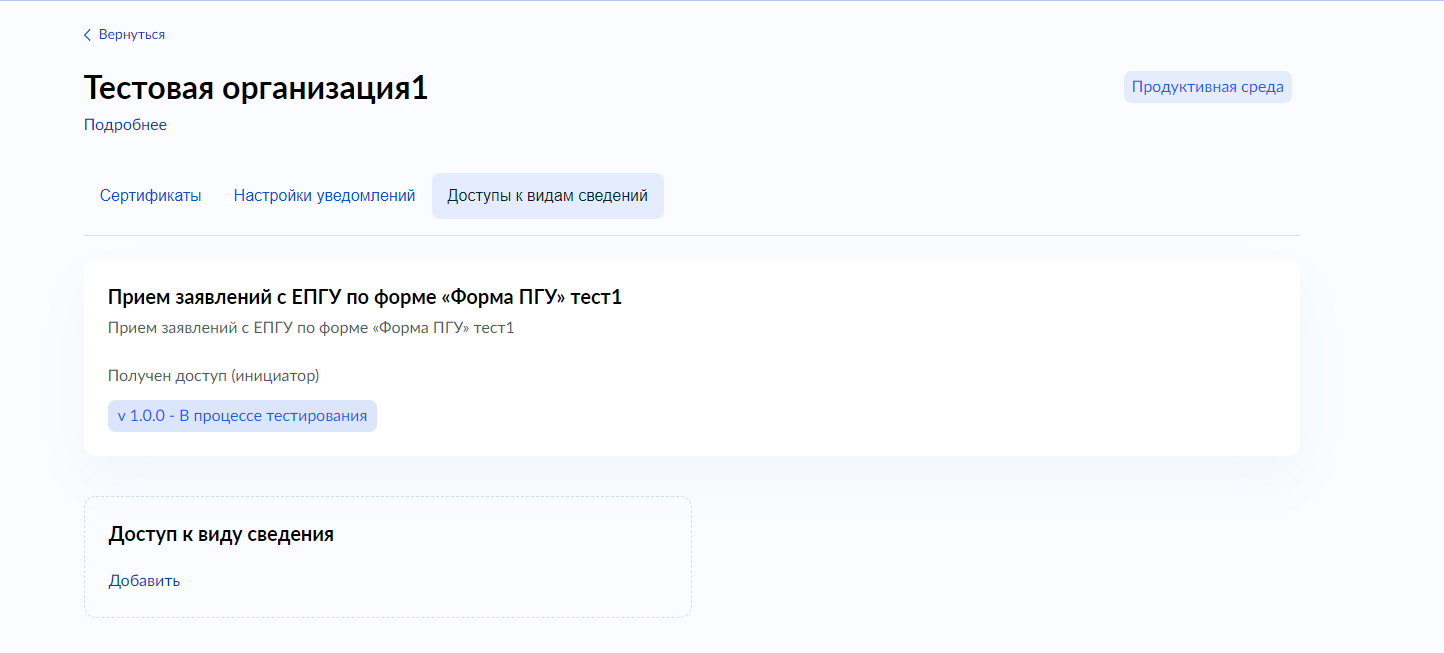 Вернуться
Тестовая организация1
Продуктивная среда
Подробнее
Сертификаты Настройки уведомлений Доступы к видам сведений
Прием заявлений с ЕПГУ по форме «Форма ПГУ» тест1
Прием заявлений с ЕПГУ по форме «Форма ПГУ» тест1
Получен доступ (инициатор)
v 1.0.0 - В процессе тестирования
Доступ к виду сведения
Добавить